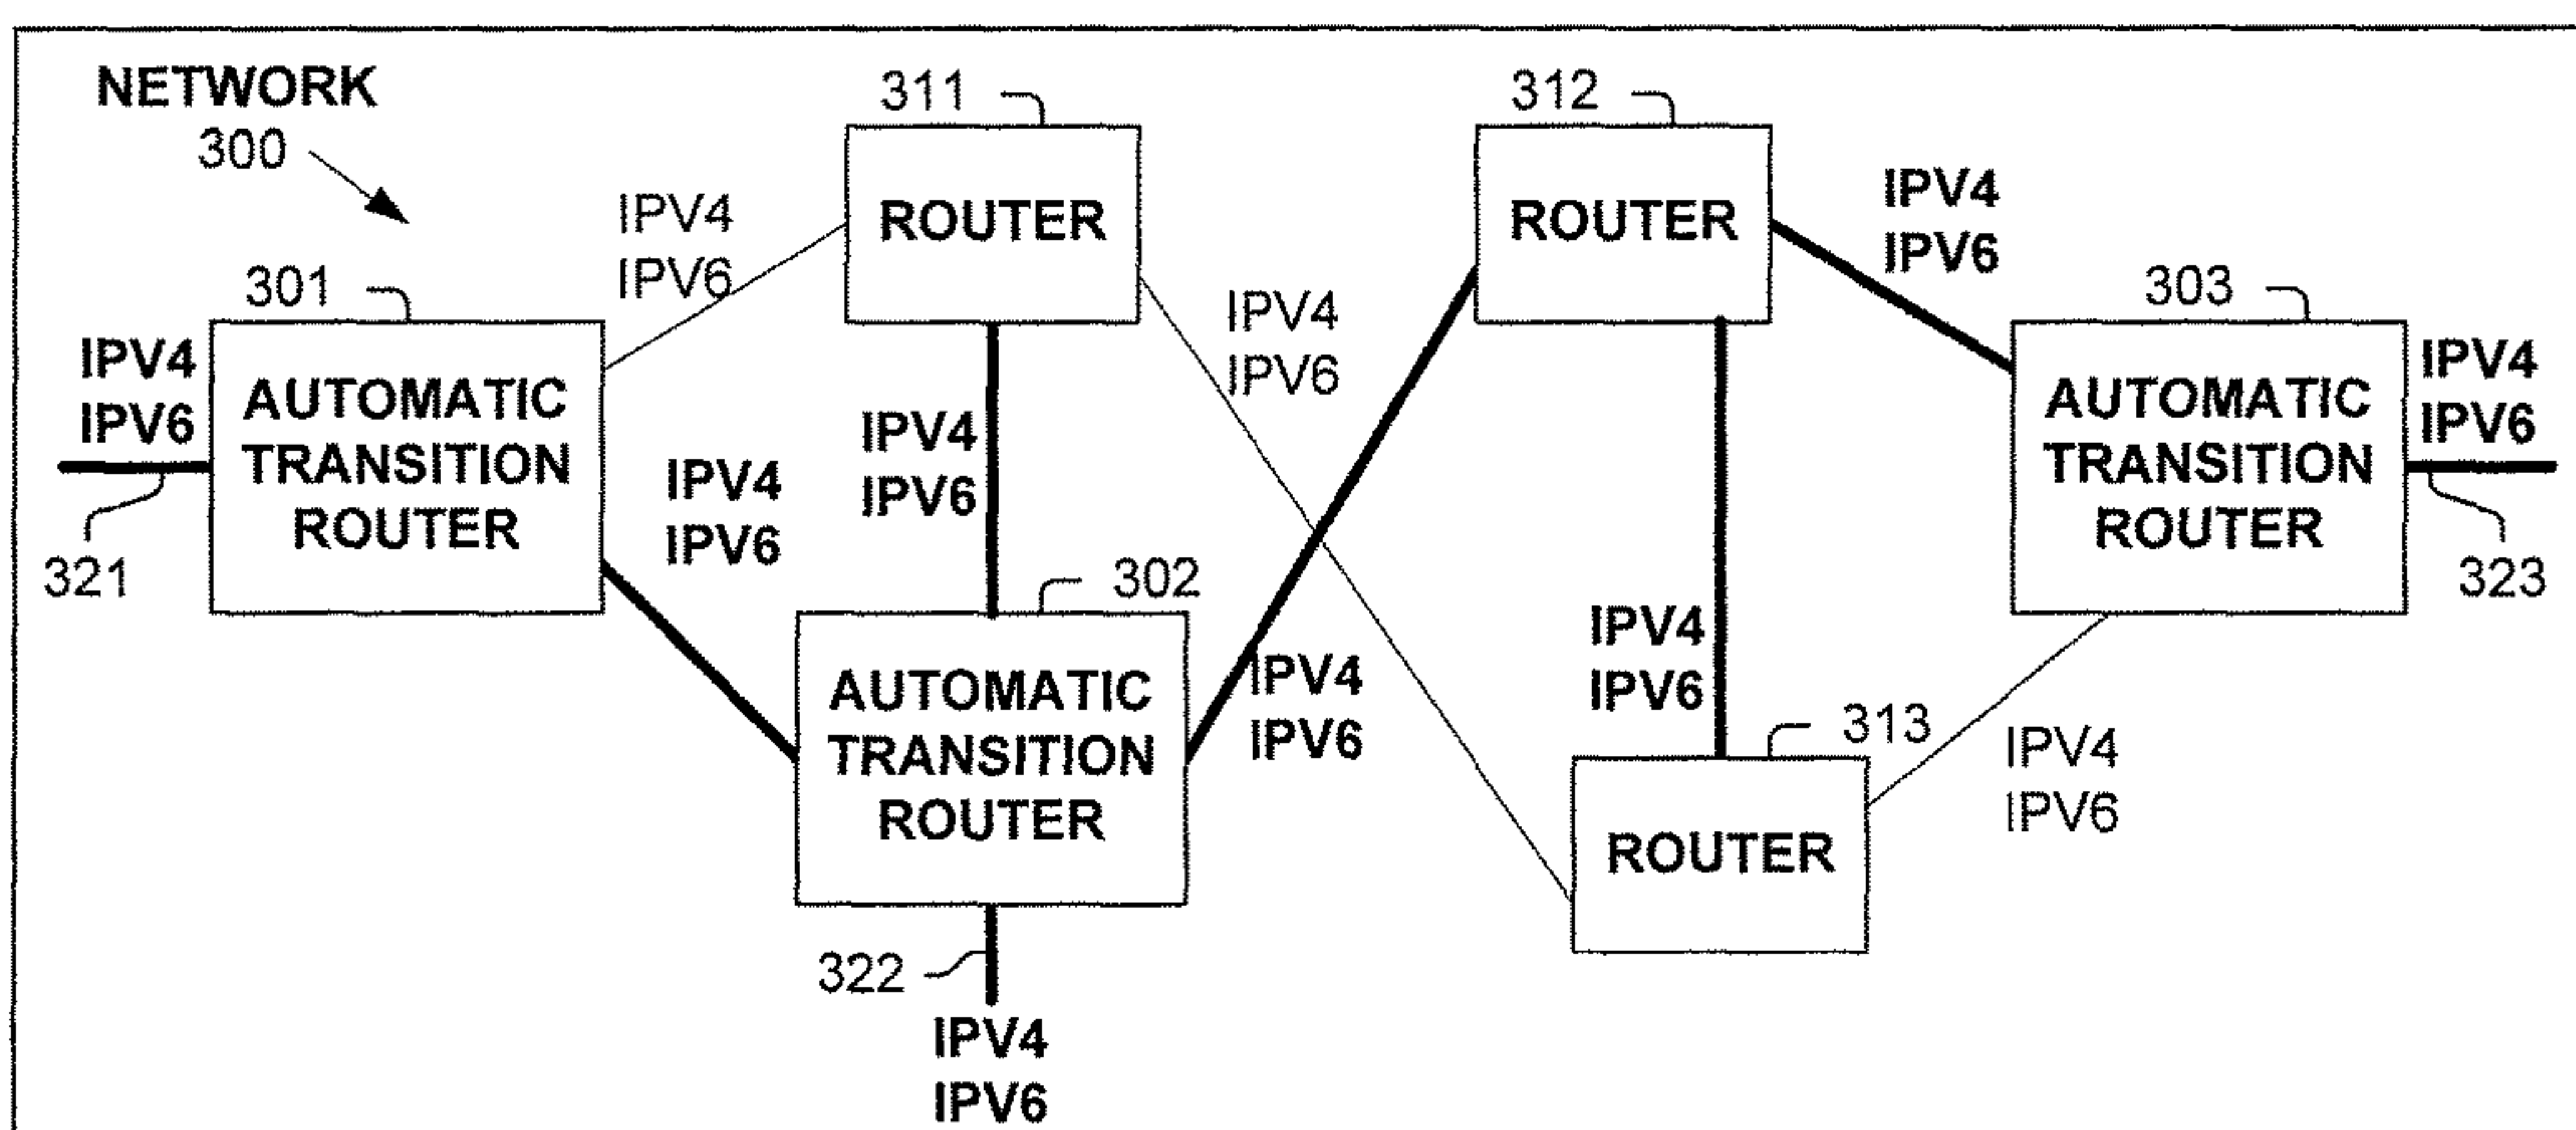 NETWORK
300
311
312
IPV4
IPV6
ROUTER
ROUTER
IPV4
IPV6
301
303
IPV4
IPV6
IPV4
IPV6
AUTOMATIC
TRANSITION
ROUTER
AUTOMATIC
TRANSITION
ROUTER
IPV4
IPV6
IPV4
IPV6
IPV4
IPV6
321
323
302
IPV4
IPV6
AUTOMATIC
TRANSITION
ROUTER
IPV4
IPV6
313
ROUTER
IPV4
IPV6
322
IPV4
IPV6